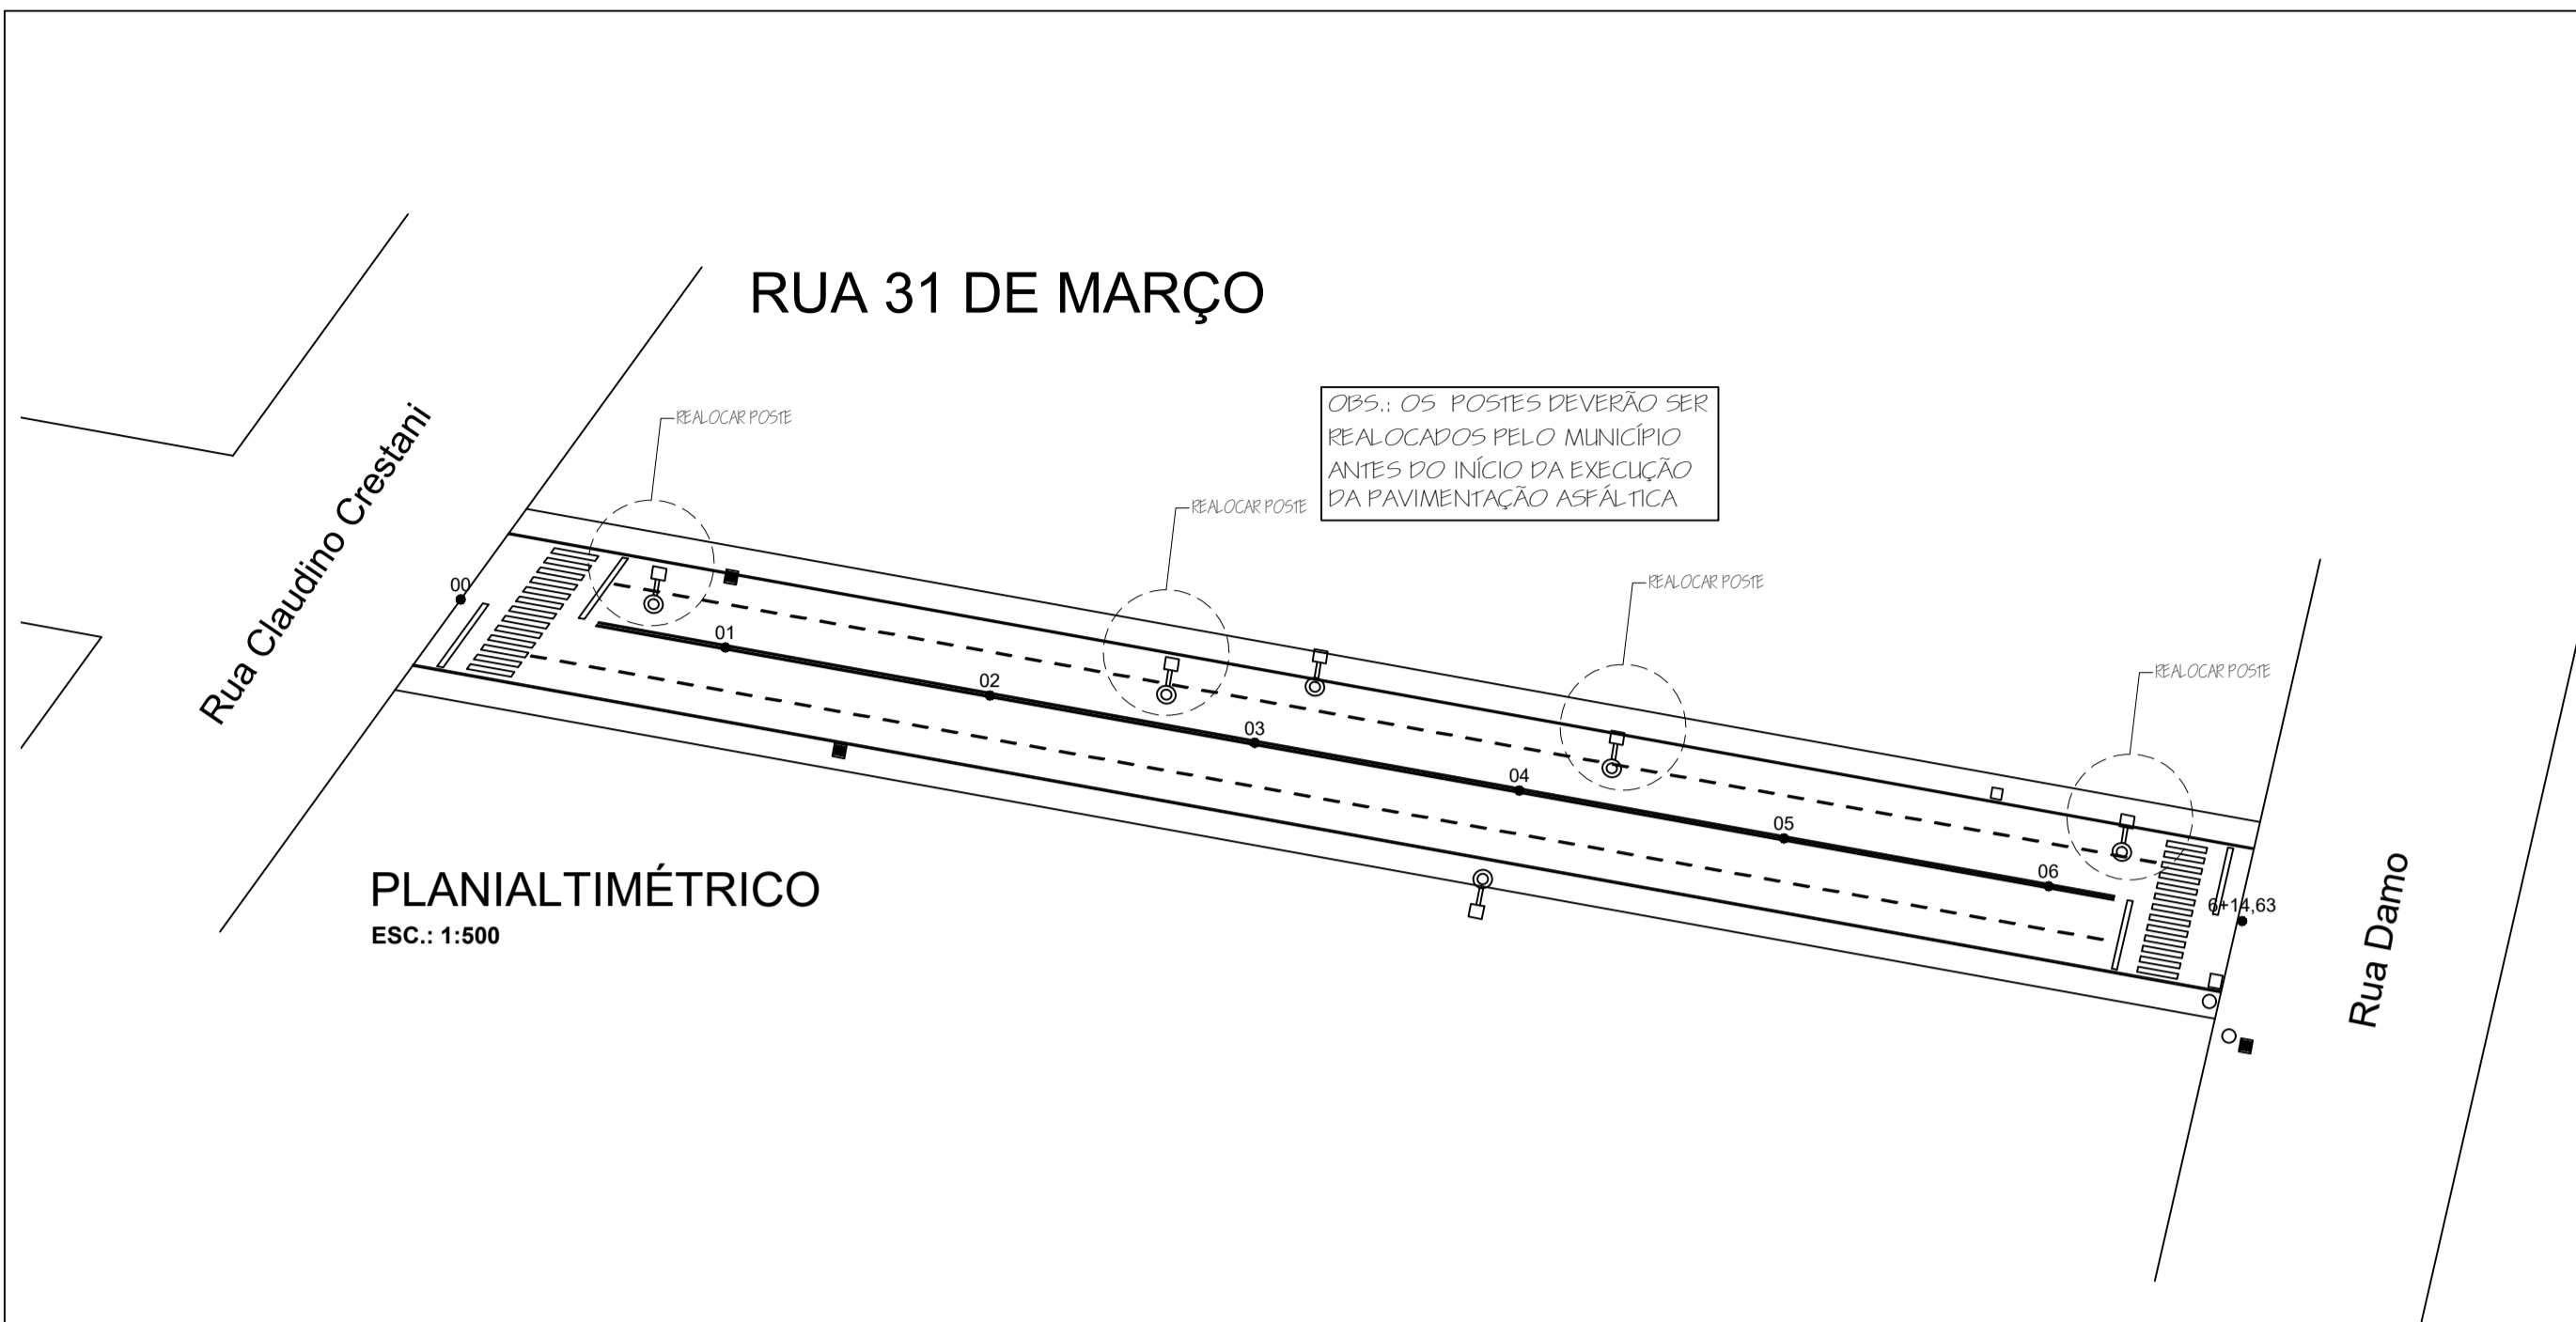 RUA 31 DE MARÇO
OBS.: OS POSTES DEVERÃO SER
REALOCADOS PELO MUNICÍPIO
ANTES DO INÍCIO DA EXECUÇÃO
DA PAVIMENTAÇÃO ASFÁLTICA
REALOCAR POSTE
REALOCAR POSTE
REALOCAR POSTE
REALOCAR POSTE
Rua Claudino Crestani
00
01
02
03
04
05
06
6+14,63
Rua Damo
PLANIALTIMÉTRICO
ESC.: 1:500